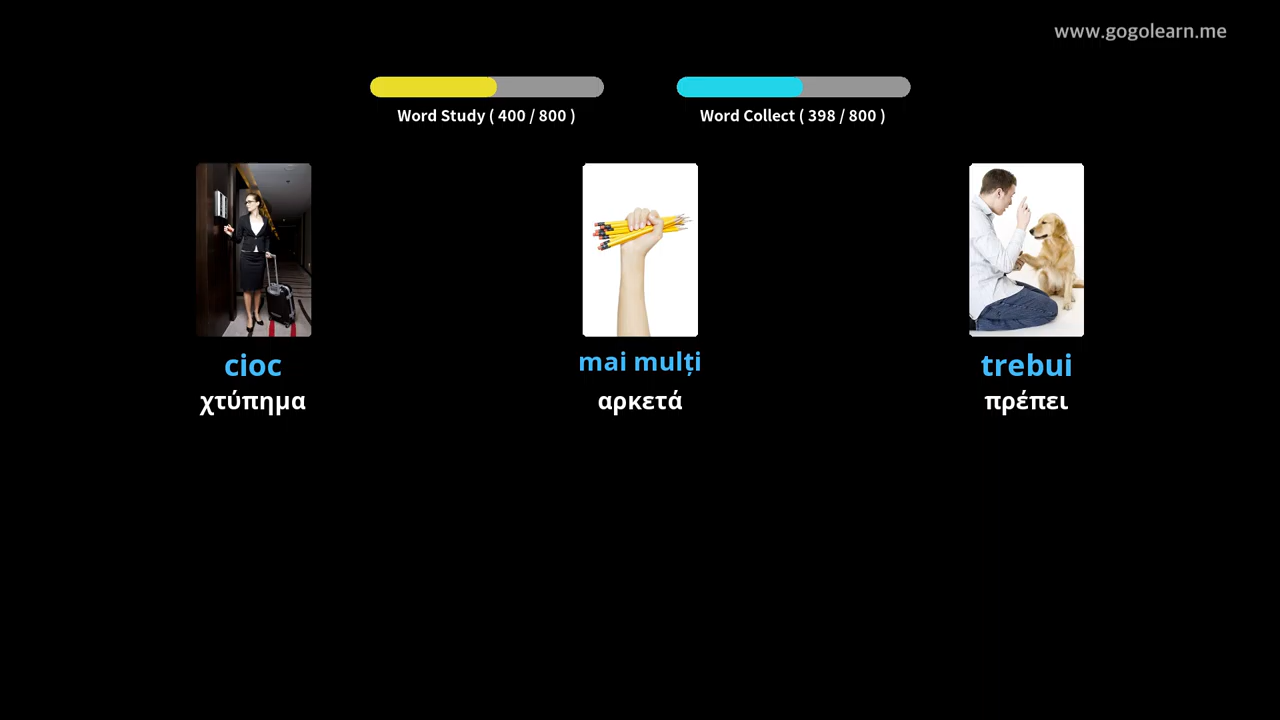 www.gogolearn.me
Word Study ( 400 / 800 )
Word Collect ( 398 / 800 )
cioc
mai mulți
trebui
χτύπημα
αρκετά
πρέπει